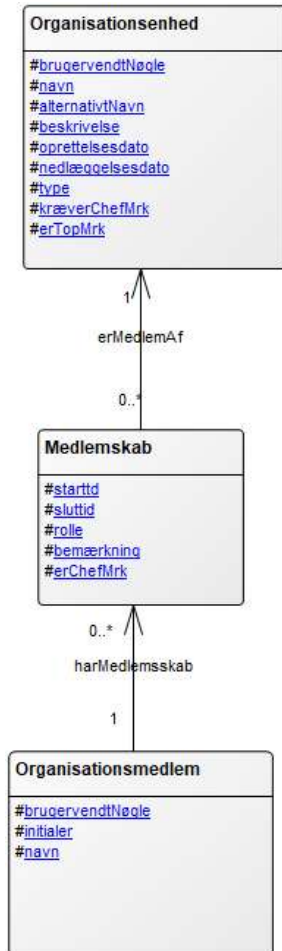 Organisationsenhed
#brugervendtNøgle
#navn
#alternativtNavn
#beskrivelse
#oprettelsesdato
#nedlæggelsesdato
#type
#kræverChefMrk
#erTopMrk
1
erMedlemAf
0..*
Medlemskab
#starttd
#sluttid
#rolle
#bemærkning
#erChefMrk
0..*
harMedlemsskab
1
Organisationsmedlem
#brugervendtNøgle
#initialer
#navn